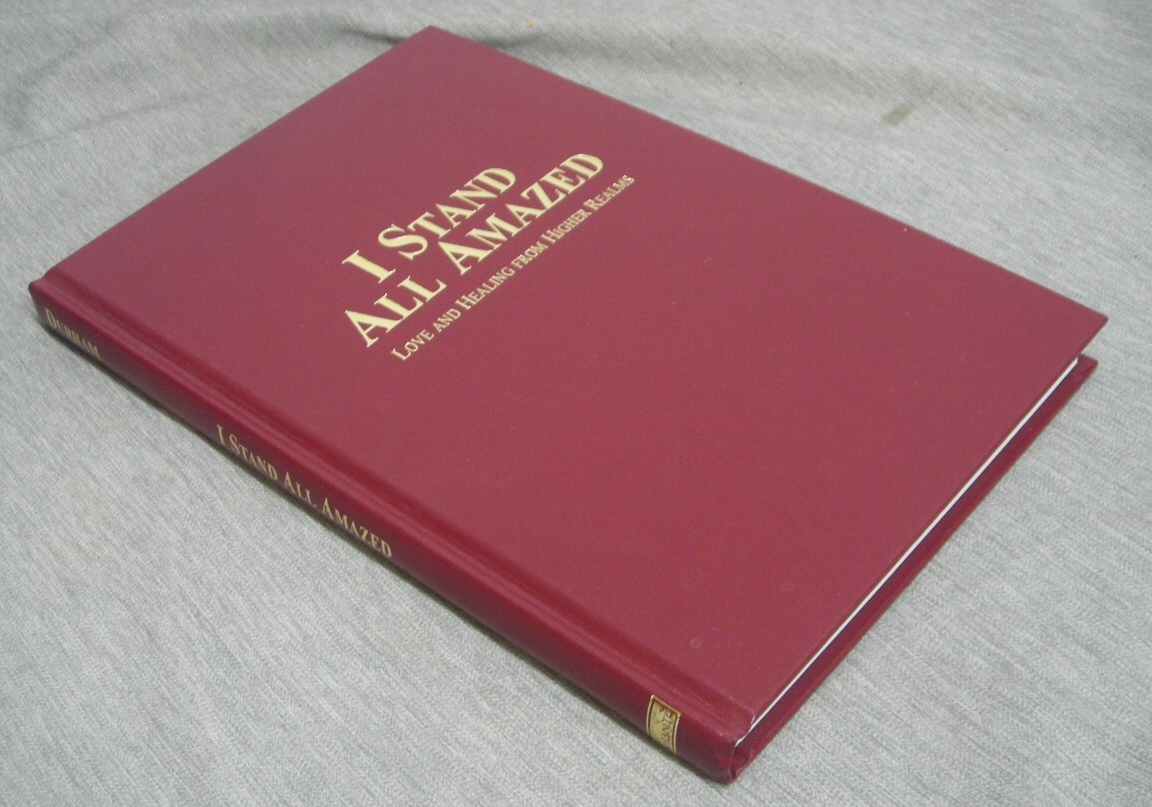 I STAND
ALL AMAZED
LOVE AND HEALING FROM HIGHER REALMS
DURHAM
I STAND ALL AMAZED